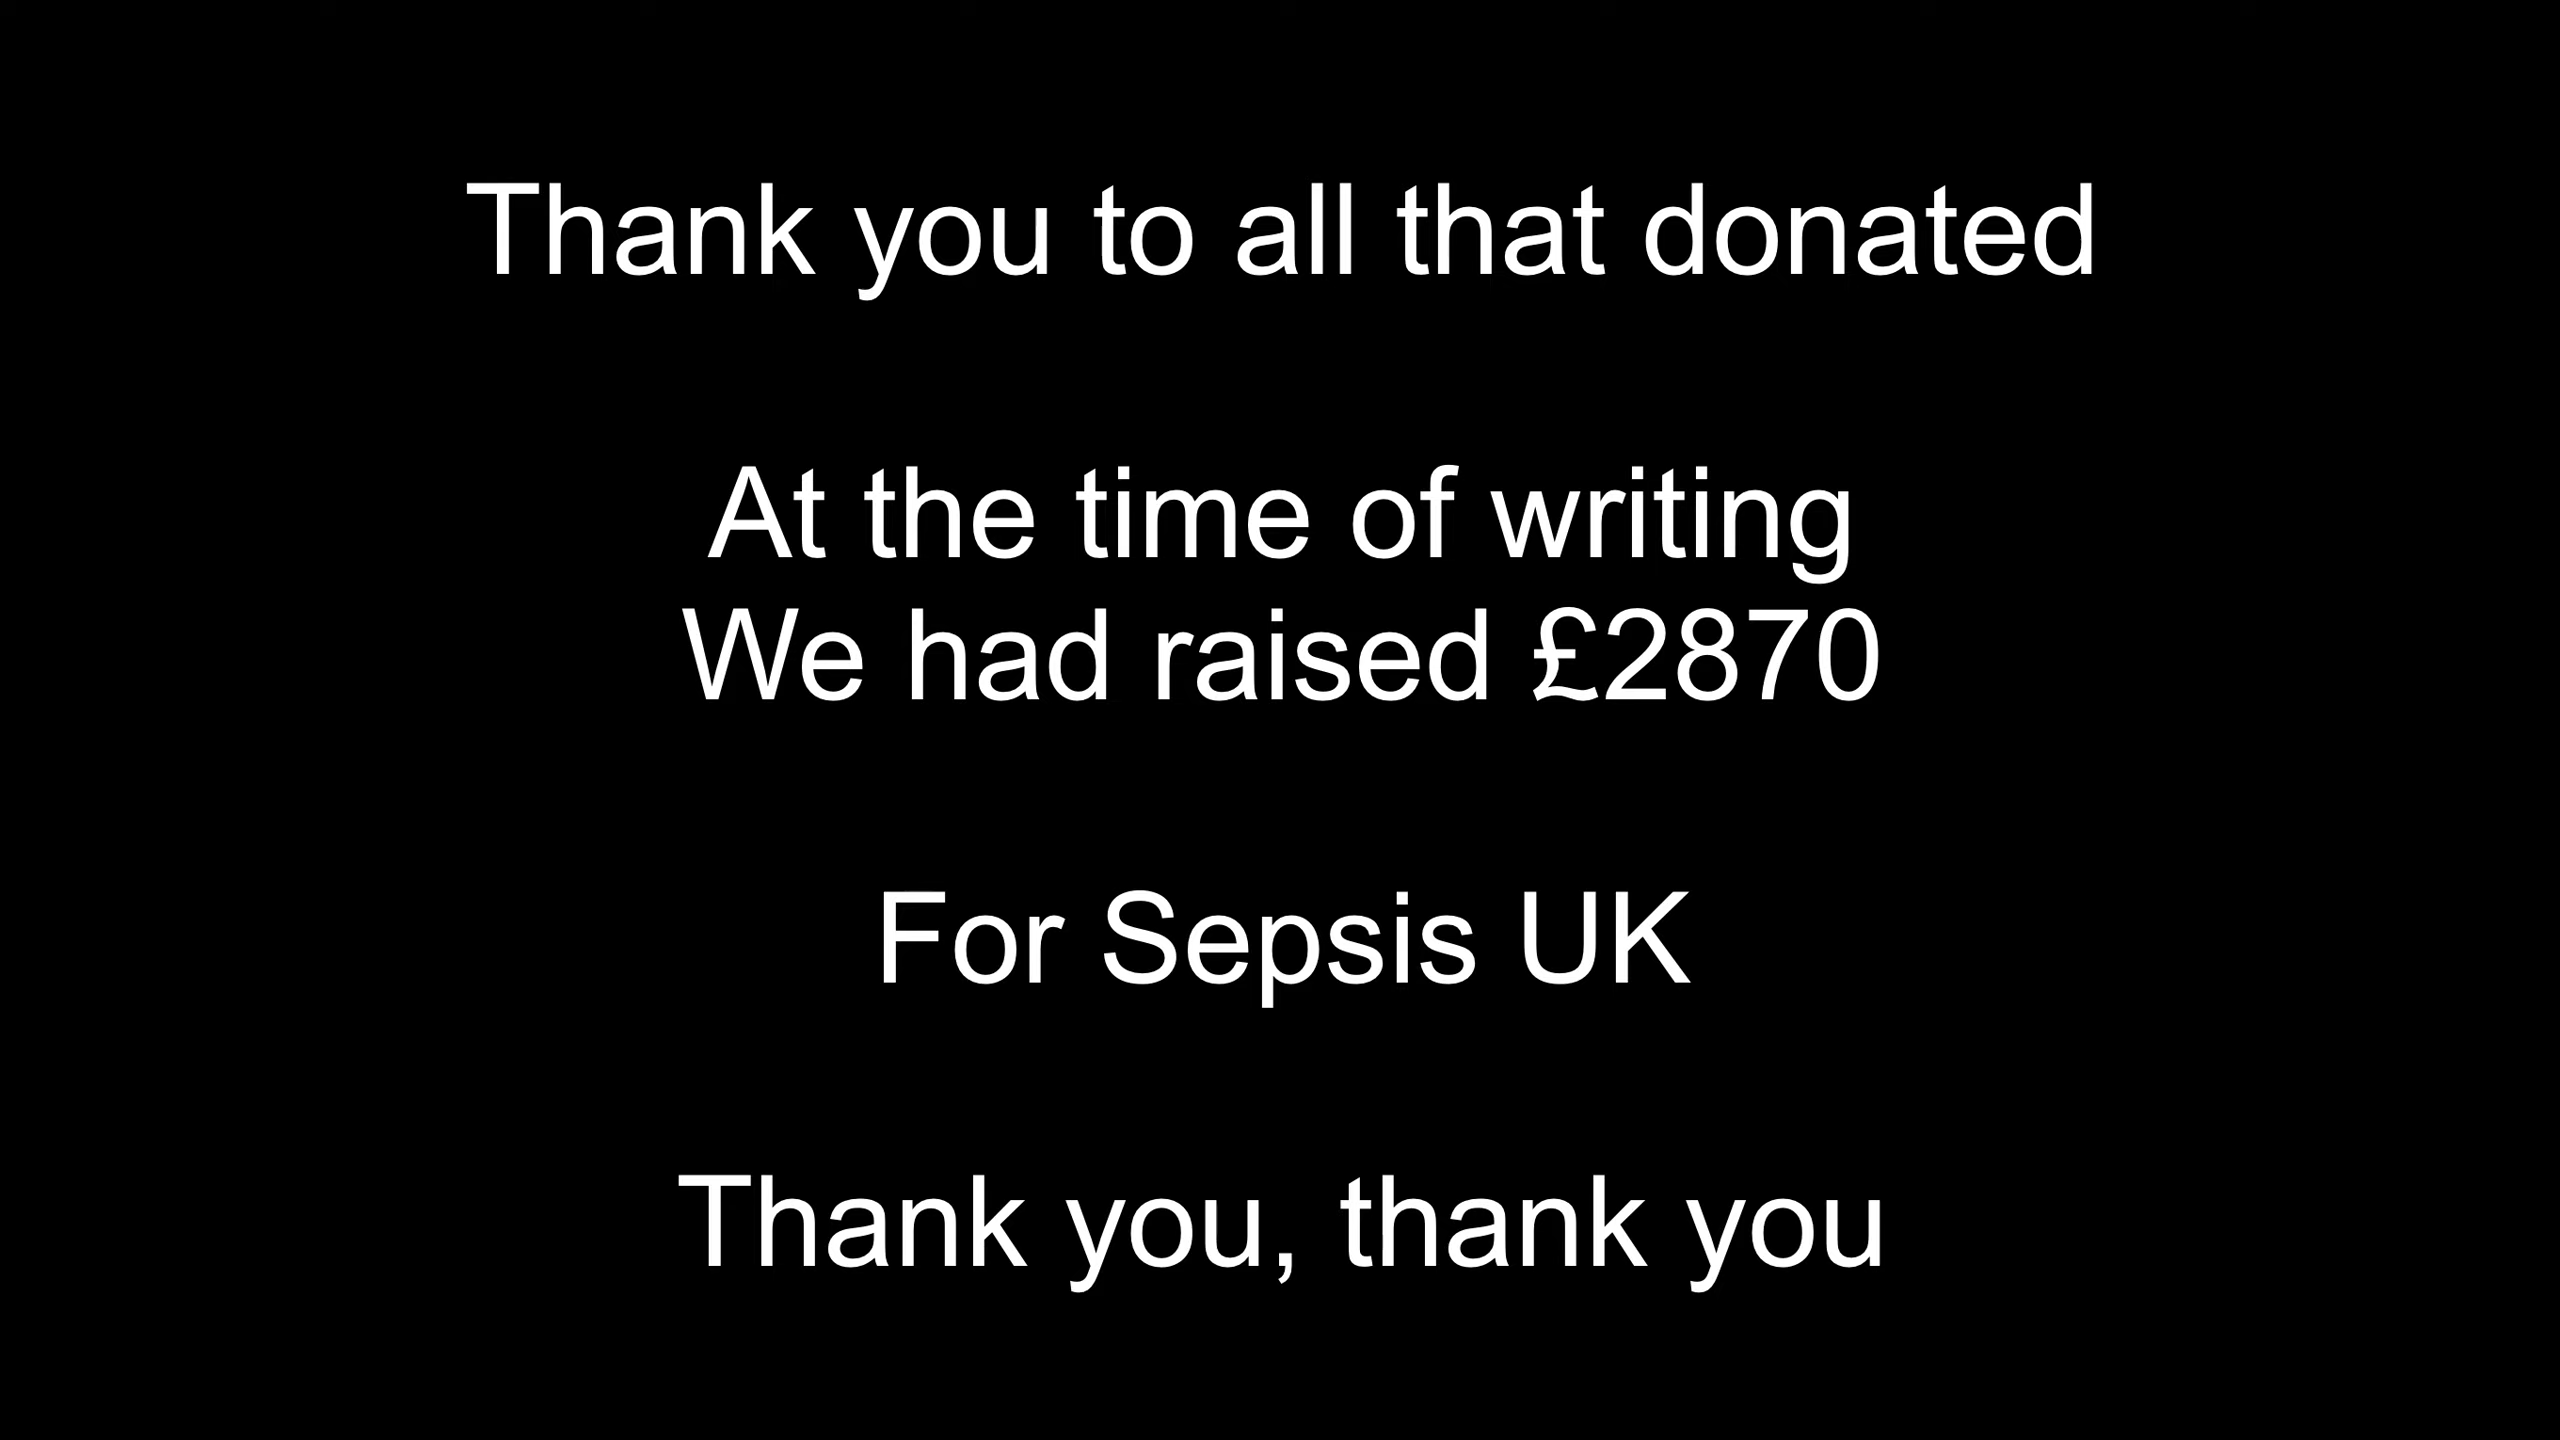 Thank you to all that donated
At the time of writing
We had raised £2870
For Sepsis UK
Thank you, thank you